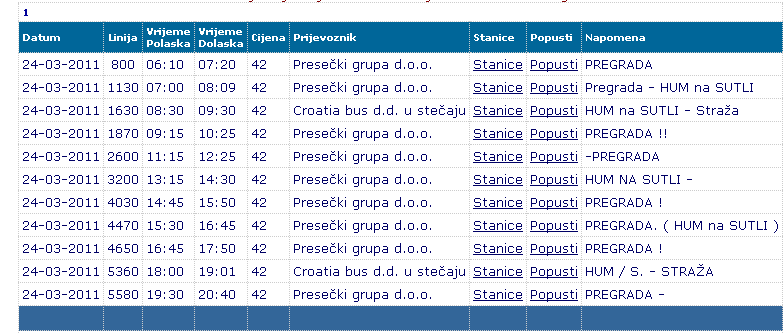 1
Datum Linija Vrijeme Polaska Vrijeme Dolaska Cijena Prijevoznik Stanice Popusti Napomena
24-03-2011 800 06:10 07:20 42 Presečki grupa d.o.o. Stanice Popusti PREGRADA
24-03-2011 1130 07:00 08:09 42 Presečki grupa d.o.o. Stanice Popusti Pregrada - HUM na SUTLI
24-03-2011 1630 08:30 09:30 42 Croatia bus d.d. u stečaju Stanice Popusti HUM na SUTLI - Straža
24-03-2011 1870 09:15 10:25 42 Presečki grupa d.o.o. Stanice Popusti PREGRADA !!
24-03-2011 2600 11:15 12:25 42 Presečki grupa d.o.o. Stanice Popusti -PREGRADA
24-03-2011 3200 13:15 14:30 42 Presečki grupa d.o.o. Stanice Popusti HUM NA SUTLI -
24-03-2011 4030 14:45 15:50 42 Presečki grupa d.o.o. Stanice Popusti PREGRADA !
24-03-2011 4470 15:30 16:45 42 Presečki grupa d.o.o. Stanice Popusti PREGRADA. ( HUM na SUTLI )
24-03-2011 4650 16:45 17:50 42 Presečki grupa d.o.o. Stanice Popusti PREGRADA !
24-03-2011 5360 18:00 19:01 42 Croatia bus d.d. u stečaju Stanice Popusti HUM / S. - STRAŽA
24-03-2011 5580 19:30 20:40 42 Presečki grupa d.o.o. Stanice Popusti PREGRADA -